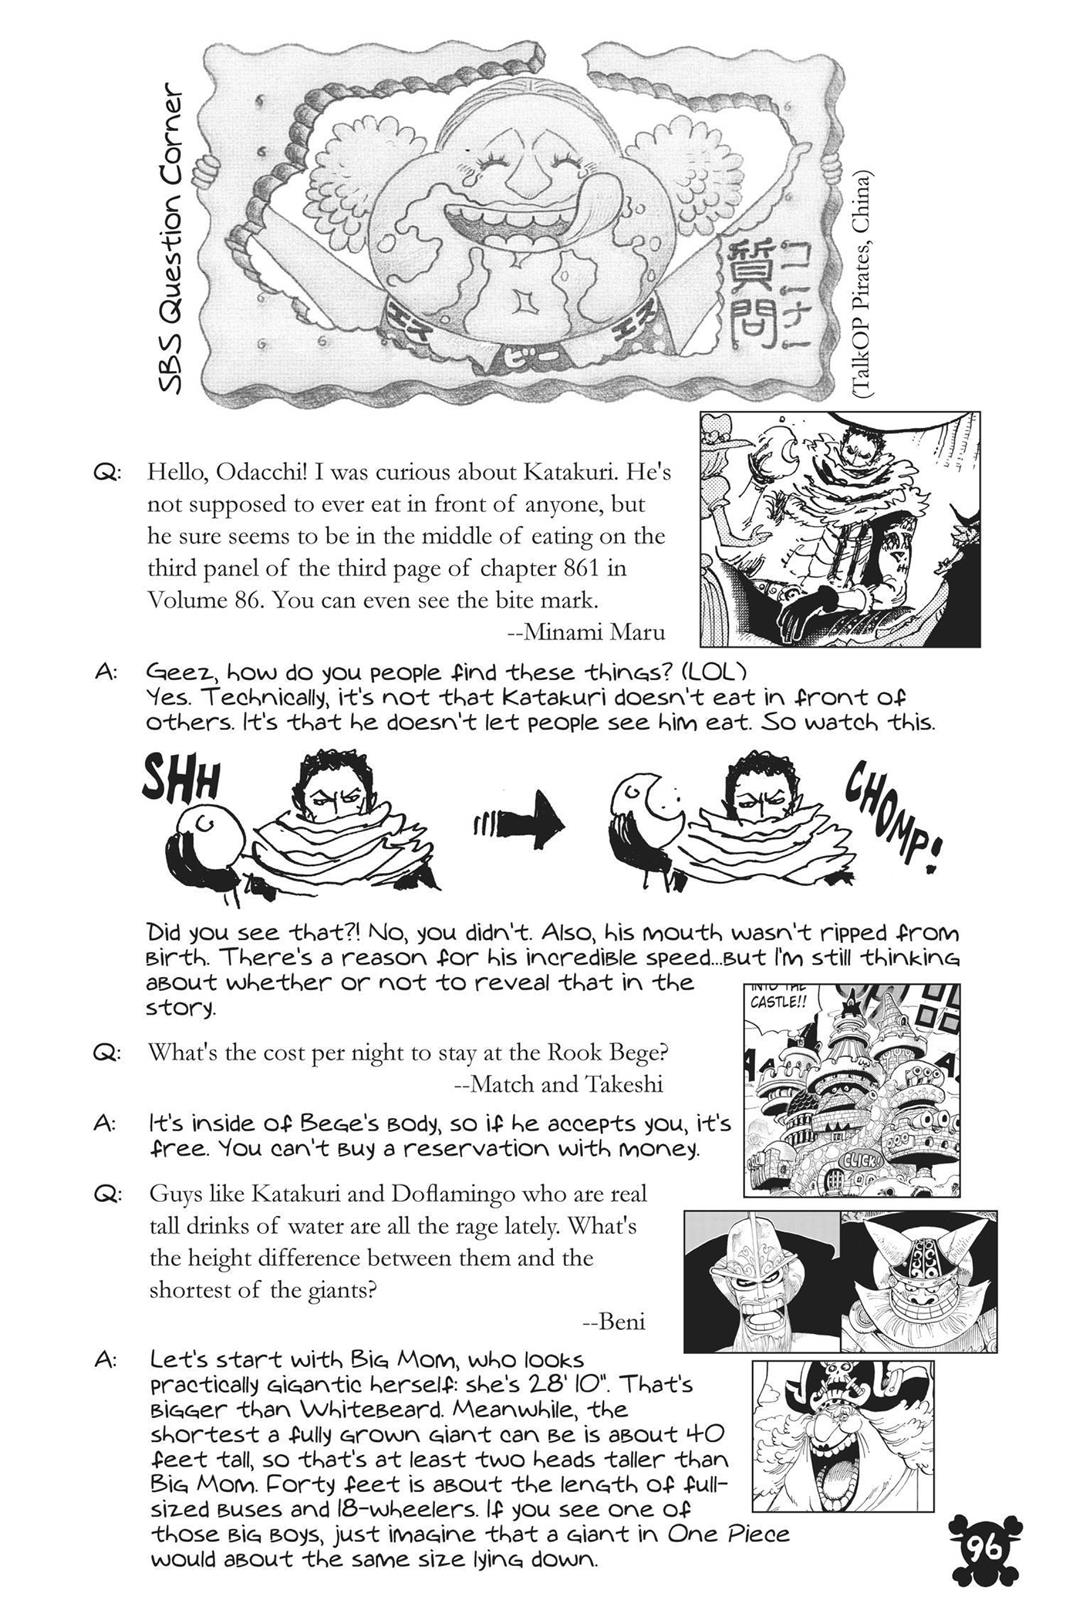 SBS Question Corner
コーナー
質問
エス
ビー
エス
(TalkOP Pirates, China)
Q: Hello, Odacchi! I was curious about Katakuri. He's
not supposed to ever eat in front of anyone, but
he sure seems to be in the middle of eating on the
third panel of the third page of chapter 861 in
Volume 86. You can even see the bite mark.
--Minami Maru
A: Geez, how do you people find these things? (LOL)
Yes. Technically, it's not that Katakuri doesn't eat in front of
others. It's that he doesn't let people see him eat. So watch this.
SHH
CHOMP!
Did you see that?! No, you didn't. Also, his mouth wasn't ripped from
birth. There's a reason for his incredible speed...but I'm still thinking
about whether or not to reveal that in the
story.
INTO THE
CASTLE!!
CLICK!
Q: What's the cost per night to stay at the Rook Bege?
--Match and Takeshi
A: It's inside of Bege's body, so if he accepts you, it's
free. You can't buy a reservation with money.
Q: Guys like Katakuri and Doflamingo who are real
tall drinks of water are all the rage lately. What's
the height difference between them and the
shortest of the giants?
--Beni
A: Let's start with Big Mom, who looks
practically gigantic herself: she's 28' 10". That's
bigger than Whitebeard. Meanwhile, the
shortest a fully grown giant can be is about 40
feet tall, so that's at least two heads taller than
Big Mom. Forty feet is about the length of full-
sized buses and 18-wheelers. If you see one of
those big boys, just imagine that a giant in One Piece
would about the same size lying down.
96